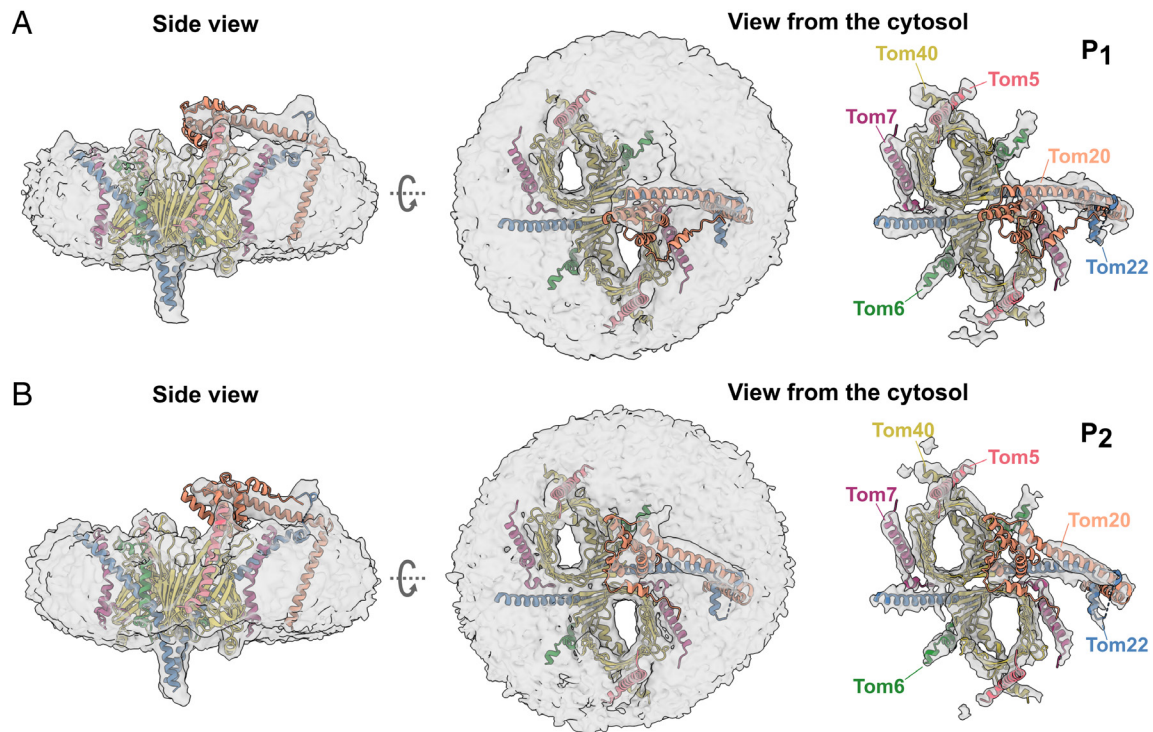 A
Side view
View from the cytosol
P1
Tom40
Tom5
Tom7
Tom20
Tom22
Tom6
B
Side view
View from the cytosol
P2
Tom40
Tom5
Tom7
Tom20
Tom22
Tom6